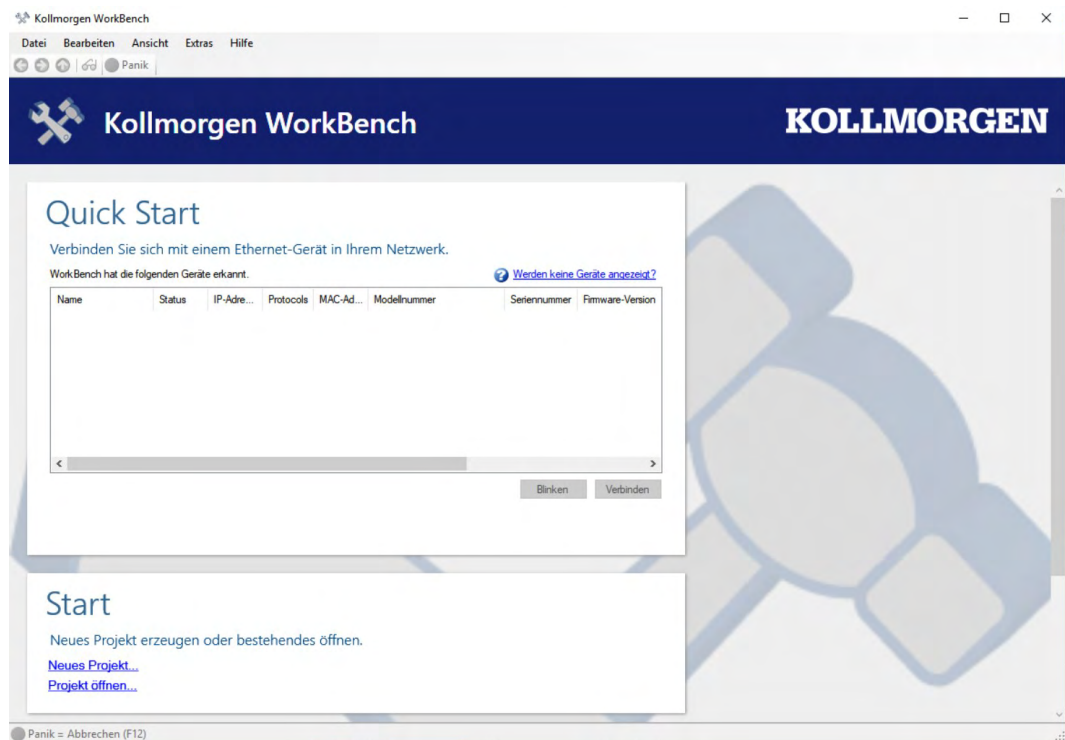 Kollmorgen WorkBench
Datei Bearbeiten Ansicht Extras Hilfe
Panik
Kollmorgen WorkBench
KOLLMORGEN
Quick Start
Verbinden Sie sich mit einem Ethernet-Gerät in Ihrem Netzwerk.
WorkBench hat die folgenden Geräte erkannt.
Werden keine Geräte angezeigt?
Name Status IP-Adre... Protocols MAC-Ad... Modellnummer Seriennummer Firmware-Version
Blinken Verbinden
Start
Neues Projekt erzeugen oder bestehendes öffnen.
Neues Projekt...
Projekt öffnen...
Panik = Abbrechen (F12)